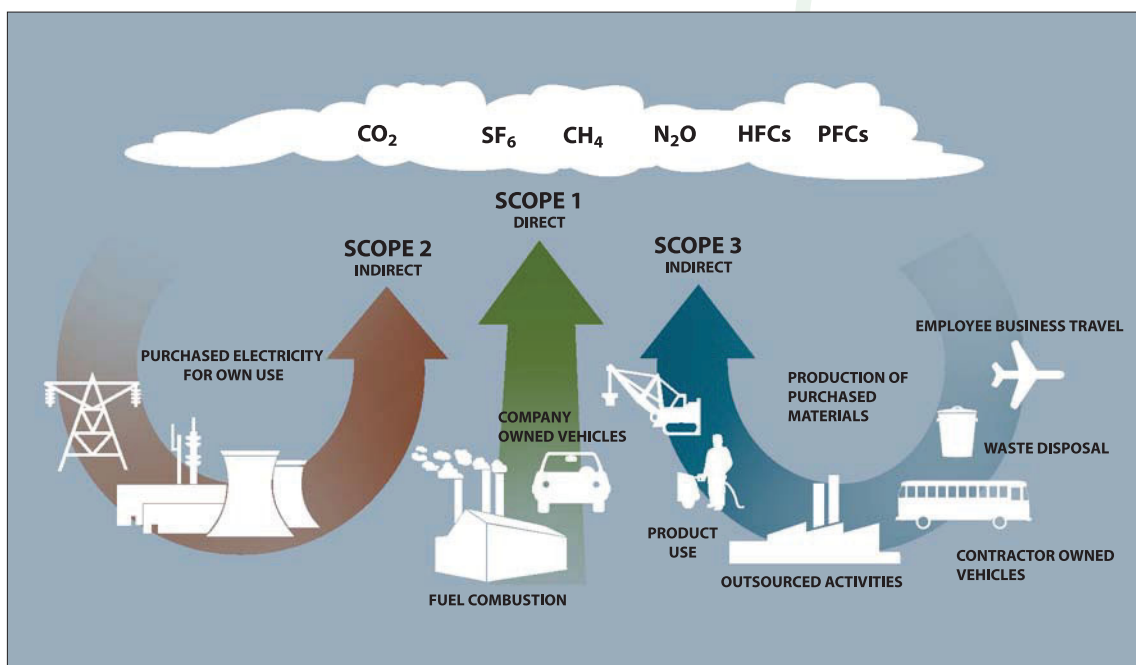 CO₂ SF₆ CH₄ N₂O HFCs PFCs
SCOPE 1
DIRECT
SCOPE 2
INDIRECT
SCOPE 3
INDIRECT
PURCHASED ELECTRICITY
FOR OWN USE
COMPANY
OWNED VEHICLES
FUEL COMBUSTION
PRODUCT
USE
OUTSOURCED ACTIVITIES
PRODUCTION OF
PURCHASED
MATERIALS
EMPLOYEE BUSINESS TRAVEL
WASTE DISPOSAL
CONTRACTOR OWNED
VEHICLES